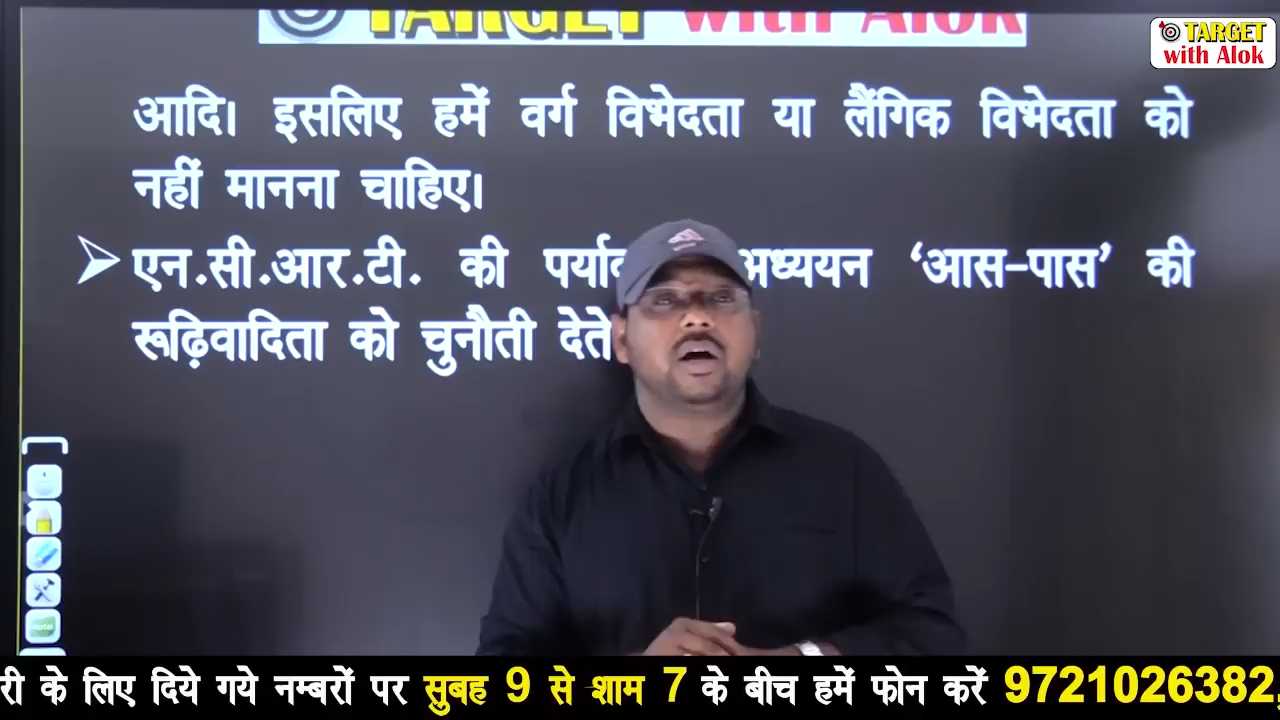 TARGET with Alok
TARGET
with Alok
आदि। इसलिए हमें वर्ग विभेदता या लैंगिक विभेदता को
नहीं मानना चाहिए।
एन.सी.आर.टी. की अध्ययन ‘आस-पास’ की
रूढ़िवादिता को चुनौती देते
री के लिए दिये गये नम्बरों पर सुबह 9 से शाम 7 के बीच हमें फोन करें 9721026382,